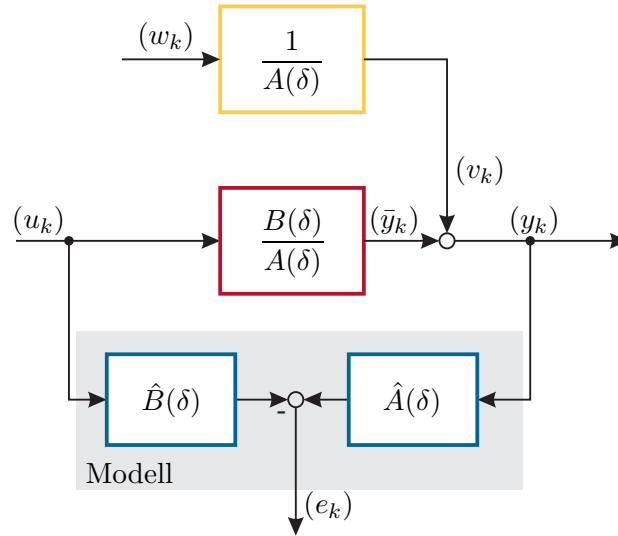 (w_k)
1
A(δ)
(v_k)
(u_k)
B(δ)
A(δ)
(ȳ_k)
(y_k)
B̂(δ)
-
Â(δ)
Modell
(e_k)